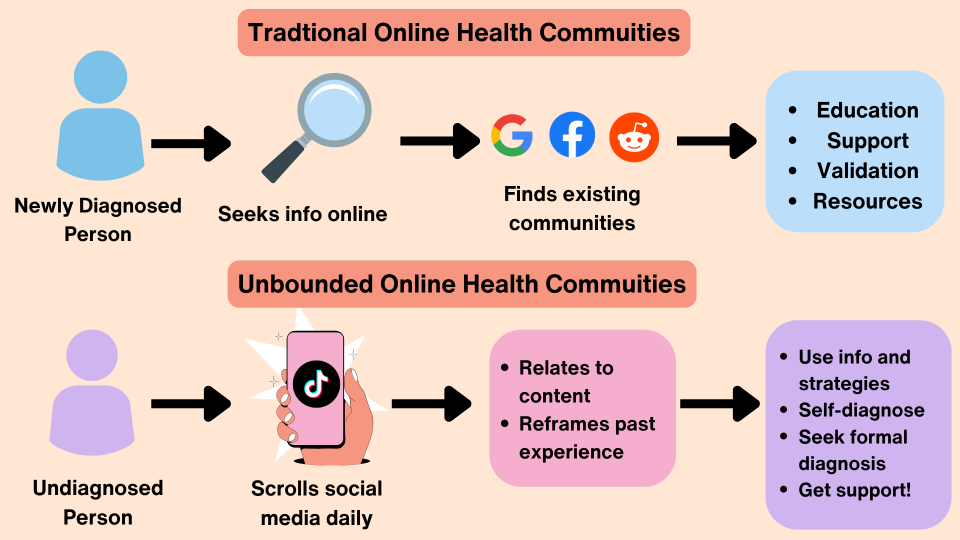 Tradtional Online Health Commuities
Newly Diagnosed
Person
Seeks info online
Finds existing
communities
• Education
• Support
• Validation
• Resources
Unbounded Online Health Commuities
Undiagnosed
Person
Scrolls social
media daily
• Relates to
content
• Reframes past
experience
• Use info and
strategies
• Self-diagnose
• Seek formal
diagnosis
• Get support!